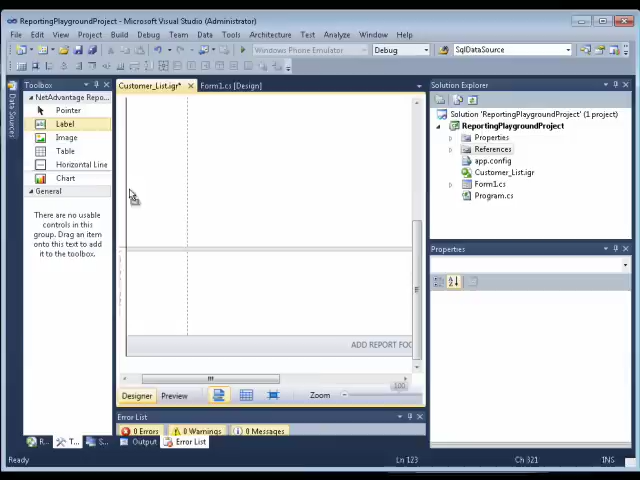 ReportingPlaygroundProject - Microsoft Visual Studio (Administrator)
File Edit View Project Build Debug Team Data Tools Architecture Test Analyze Window Help
Windows Phone Emulator Debug SqlDataSource
Toolbox
NetAdvantage Repo...
Pointer
Label
Image
Table
Horizontal Line
Chart
General
There are no usable
controls in this
group. Drag an item
onto this text to add
it to the toolbox.
Data Sources
Customer_List.igr*
Form1.cs [Design]
ADD REPORT FOO
Designer Preview Zoom 100
Error List
0 Errors 0 Warnings 0 Messages
R... T... S... Output Error List
Solution Explorer
Solution 'ReportingPlaygroundProject' (1 project)
ReportingPlaygroundProject
Properties
References
app.config
Customer_List.igr
Form1.cs
Program.cs
Properties
Ready Ln 123 Ch 321 INS